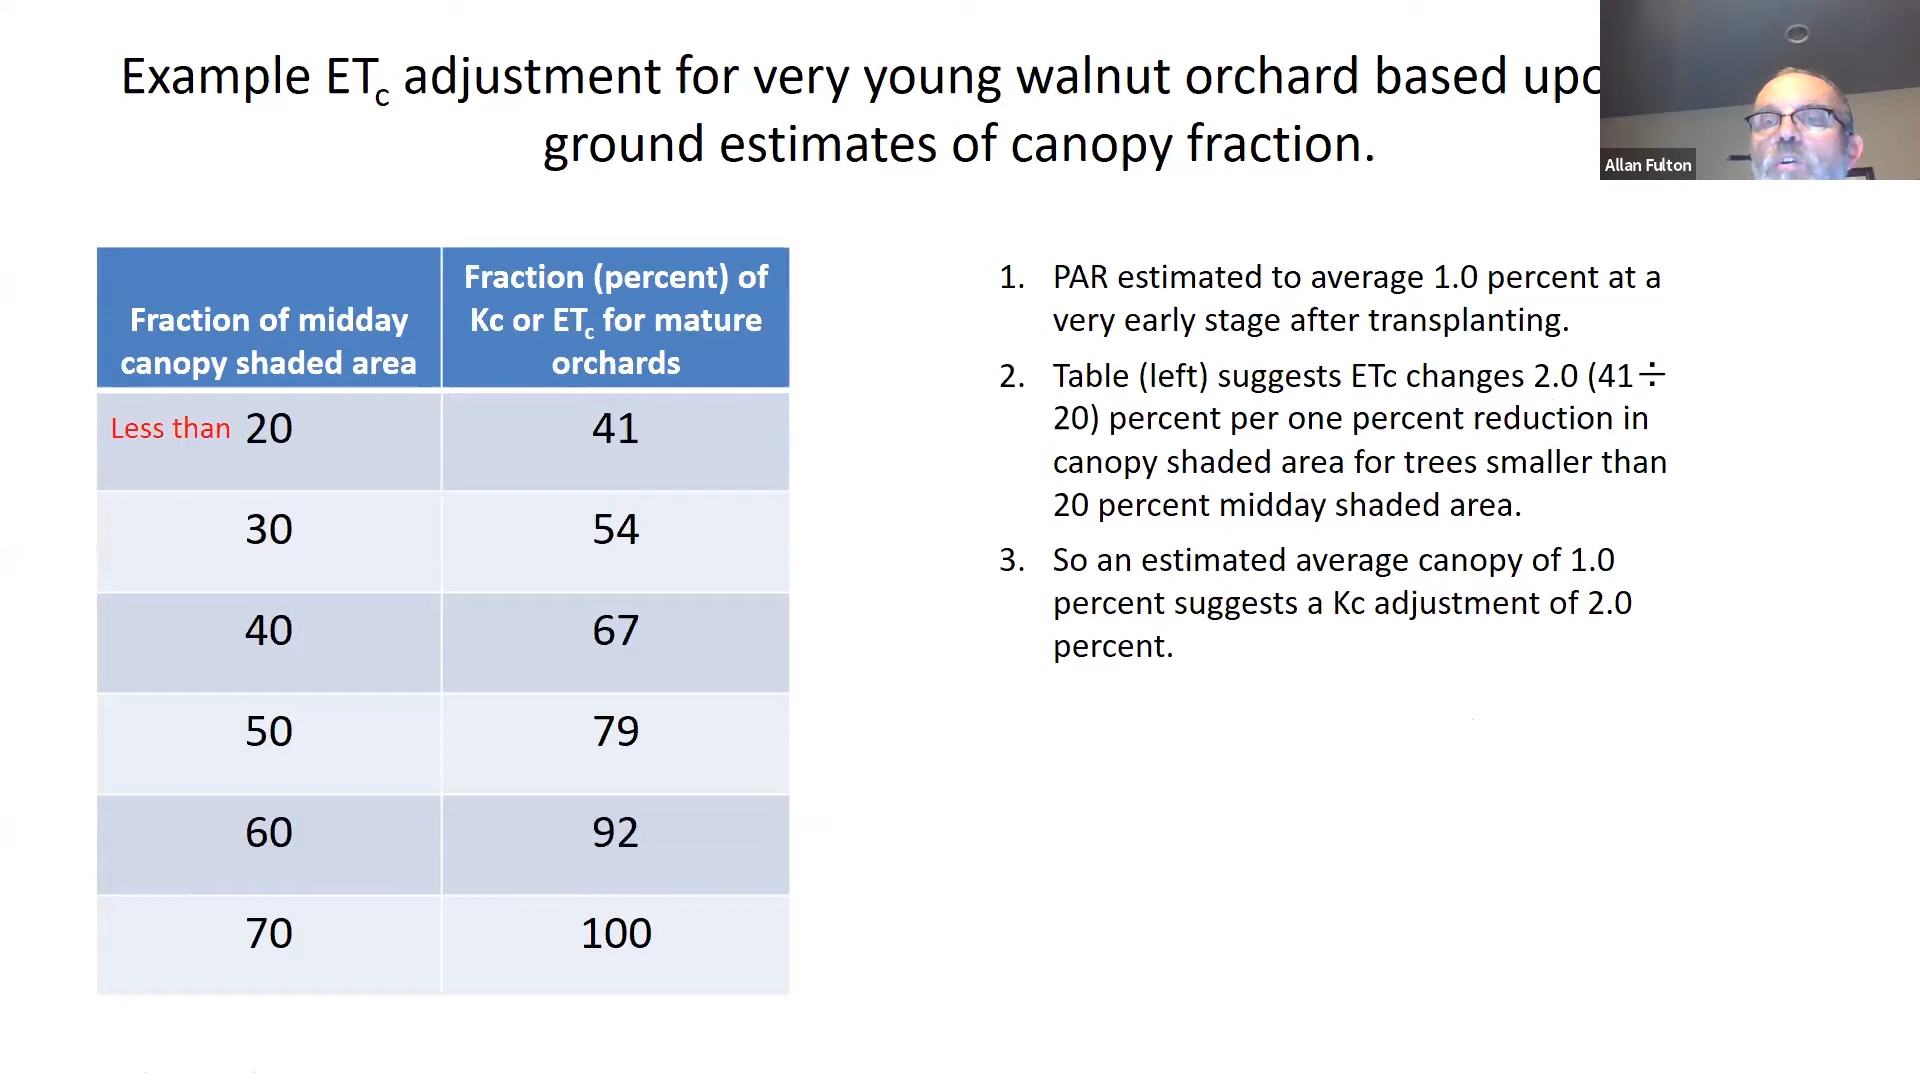 Example ETc adjustment for very young walnut orchard based
ground estimates of canopy fraction.
Allan Fulton
Fraction of midday
canopy shaded area
Fraction (percent) of
Kc or ETc for mature
orchards
Less than 20
41
30
54
40
67
50
79
60
92
70
100
1. PAR estimated to average 1.0 percent at a
very early stage after transplanting.
2. Table (left) suggests ETc changes 2.0 (41÷
20) percent per one percent reduction in
canopy shaded area for trees smaller than
20 percent midday shaded area.
3. So an estimated average canopy of 1.0
percent suggests a Kc adjustment of 2.0
percent.